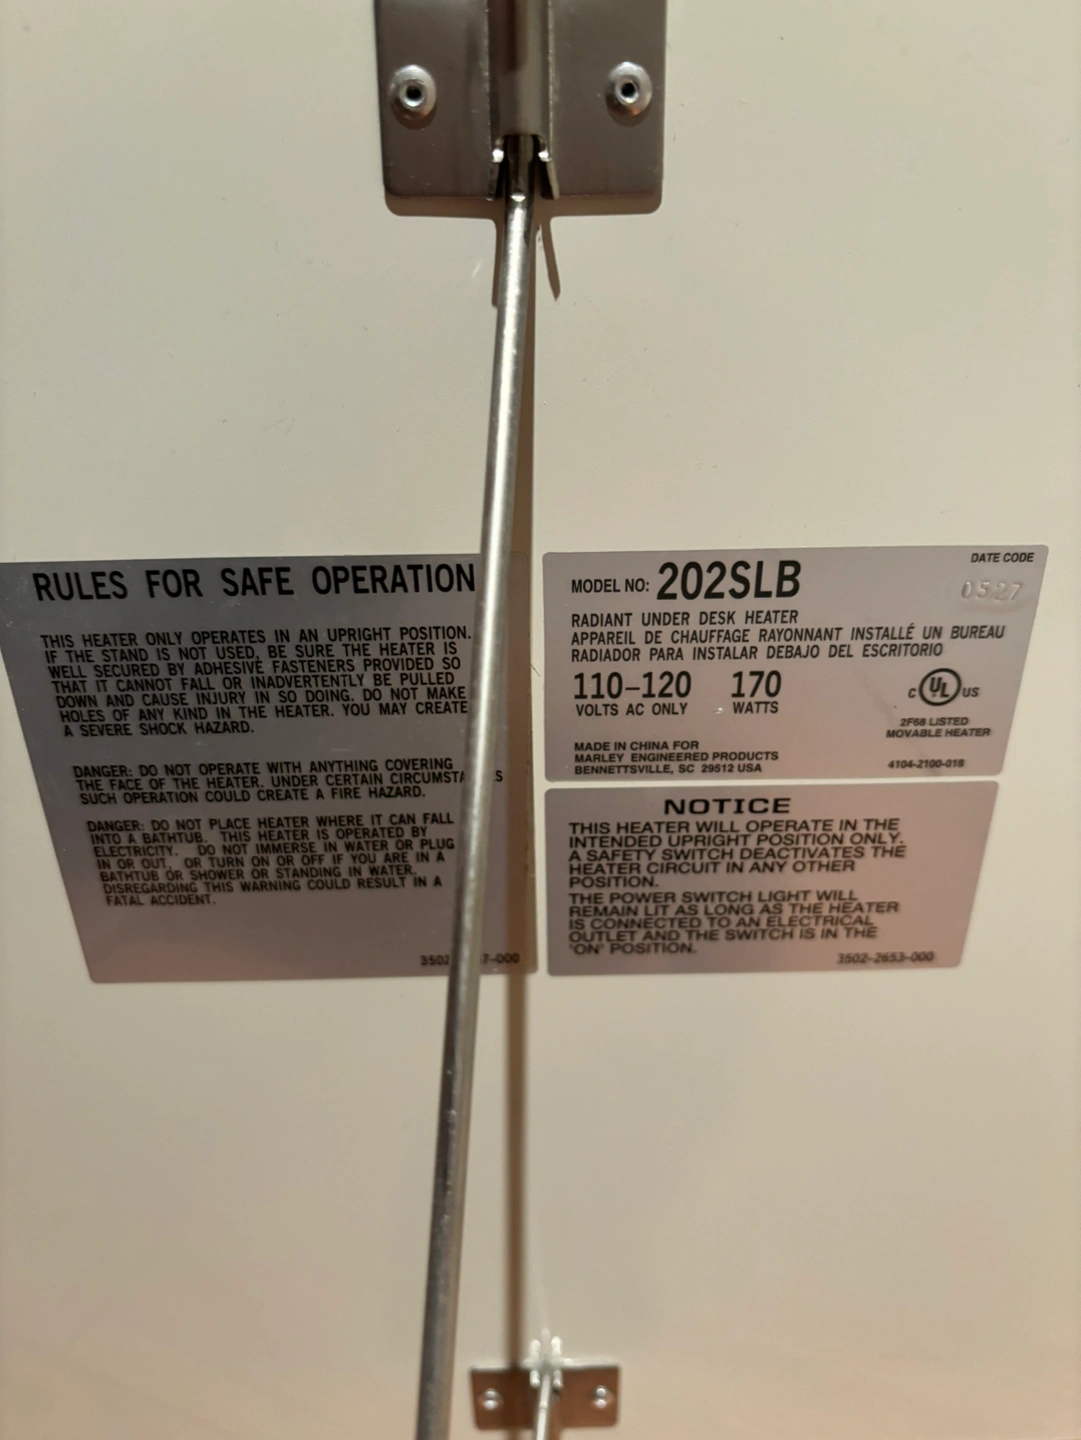 RULES FOR SAFE OPERATION
THIS HEATER ONLY OPERATES IN AN UPRIGHT POSITION.
IF THE STAND IS NOT USED, BE SURE THE HEATER IS
WELL SECURED BY ADHESIVE FASTENERS PROVIDED SO
THAT IT CANNOT FALL OR INADVERTENTLY BE PULLED
DOWN AND CAUSE INJURY IN SO DOING. DO NOT MAKE
HOLES OF ANY KIND IN THE HEATER. YOU MAY CREATE
A SEVERE SHOCK HAZARD.
DANGER: DO NOT OPERATE WITH ANYTHING COVERING
THE FACE OF THE HEATER. UNDER CERTAIN
SUCH OPERATION COULD CREATE A FIRE HAZARD.
DANGER: DO NOT PLACE HEATER WHERE IT CAN FALL
INTO A BATHTUB. THIS HEATER IS OPERATED BY
ELECTRICITY. DO NOT IMMERSE IN WATER OR PLUG
IN OR OUT, OR TURN ON OR OFF IF YOU ARE IN A
BATHTUB OR SHOWER OR STANDING IN WATER.
DISREGARDING THIS WARNING COULD RESULT IN A
FATAL ACCIDENT.
DATE CODE
0527
MODEL NO: 202SLB
RADIANT UNDER DESK HEATER
APPAREIL DE CHAUFFAGE RAYONNANT INSTALLÉ UN BUREAU
RADIADOR PARA INSTALAR DEBAJO DEL ESCRITORIO
110-120 170
VOLTS AC ONLY WATTS
C UL US
2F68 LISTED
MOVABLE HEATER
MADE IN CHINA FOR
MARLEY ENGINEERED PRODUCTS
BENNETTSVILLE, SC 29512 USA
4104-2100-018
NOTICE
THIS HEATER WILL OPERATE IN THE
INTENDED UPRIGHT POSITION ONLY.
A SAFETY SWITCH DEACTIVATES THE
HEATER CIRCUIT IN ANY OTHER
POSITION.
THE POWER SWITCH LIGHT WILL
REMAIN LIT AS LONG AS THE HEATER
IS CONNECTED TO AN ELECTRICAL
OUTLET AND THE SWITCH IS IN THE
"ON" POSITION.
3502-2653-000